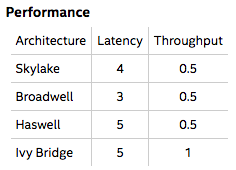 Performance
Architecture Latency Throughput
Skylake 4 0.5
Broadwell 3 0.5
Haswell 5 0.5
Ivy Bridge 5 1